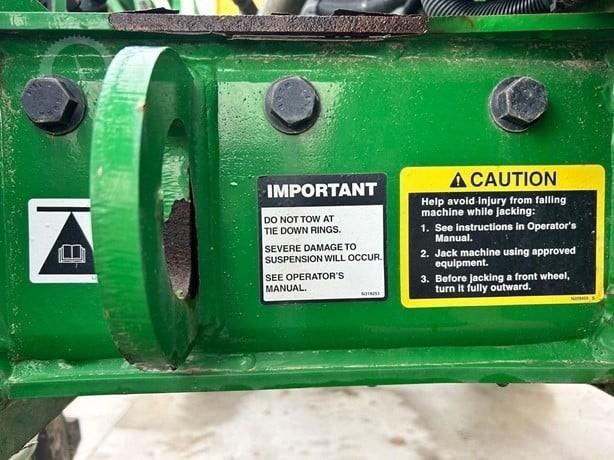 IMPORTANT
DO NOT TOW AT
TIE DOWN RINGS.
SEVERE DAMAGE TO
SUSPENSION WILL OCCUR.
SEE OPERATOR'S
MANUAL.
CAUTION
Help avoid injury from falling
machine while jacking:
1. See instructions in Operator's
Manual.
2. Jack machine using approved
equipment.
3. Before jacking a front wheel,
turn it fully outward.